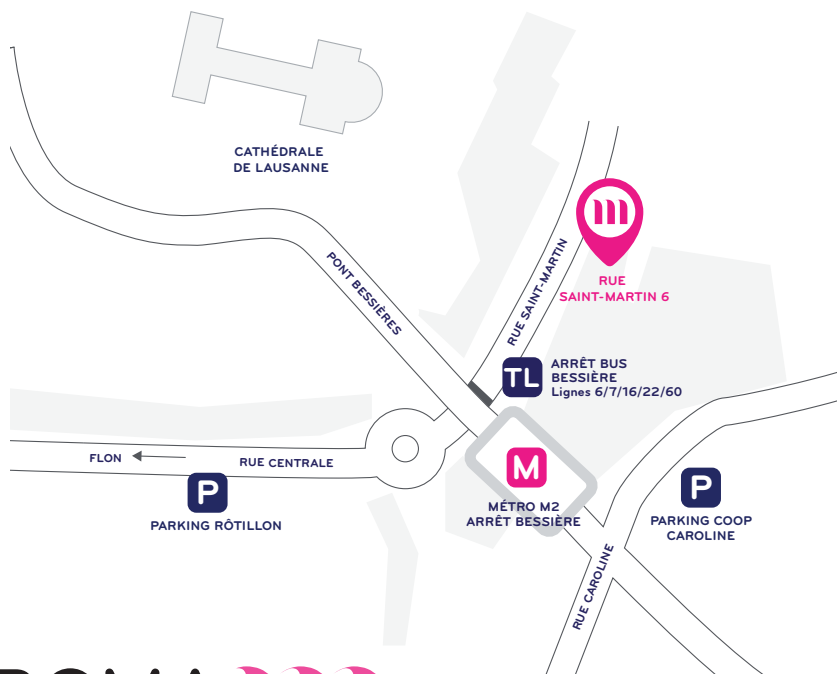 CATHÉDRALE
DE LAUSANNE
PONT BESSIÈRES
RUE SAINT-MARTIN
RUE
SAINT-MARTIN 6
TL
ARRÊT BUS
BESSIÈRE
Lignes 6/7/16/22/60
FLON
RUE CENTRALE
P
PARKING RÔTILLON
M
MÉTRO M2
ARRÊT BESSIÈRE
P
PARKING COOP
CAROLINE
RUE CAROLINE